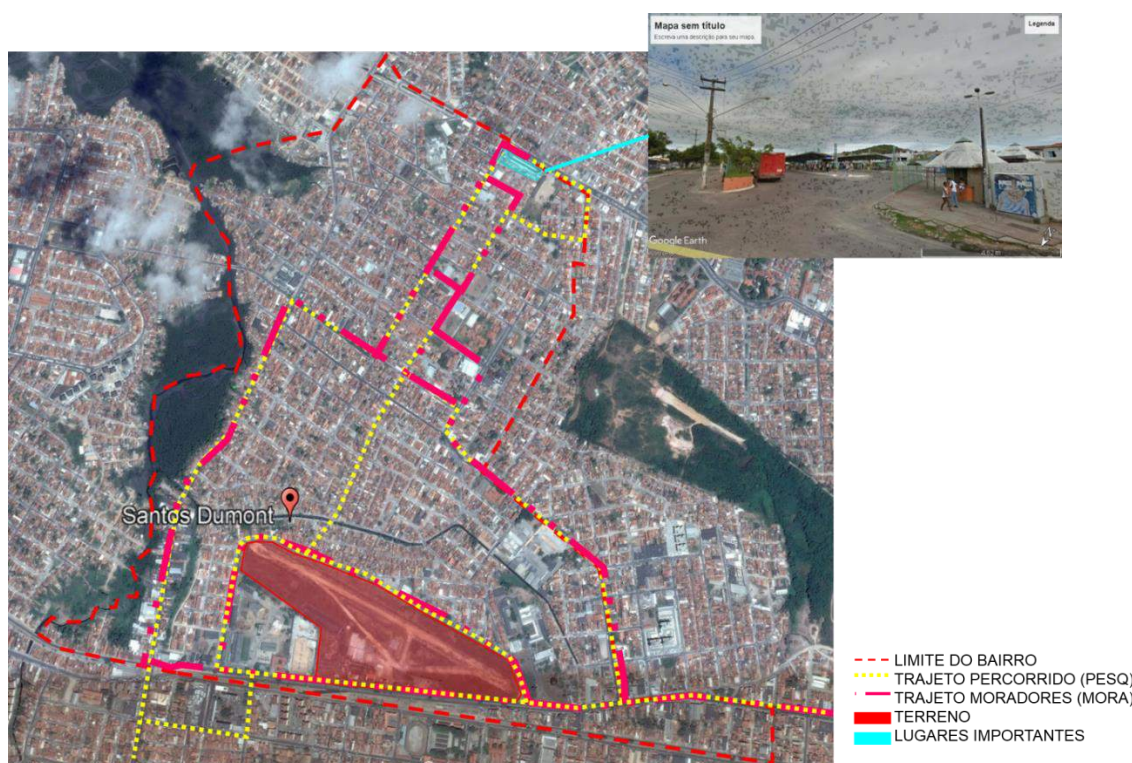 Mapa sem título
Escreva uma descrição para seu mapa.
Legenda
Google Earth
Santos Dumont
LIMITE DO BAIRRO
TRAJETO PERCORRIDO (PESQ)
TRAJETO MORADORES (MORA)
TERRENO
LUGARES IMPORTANTES